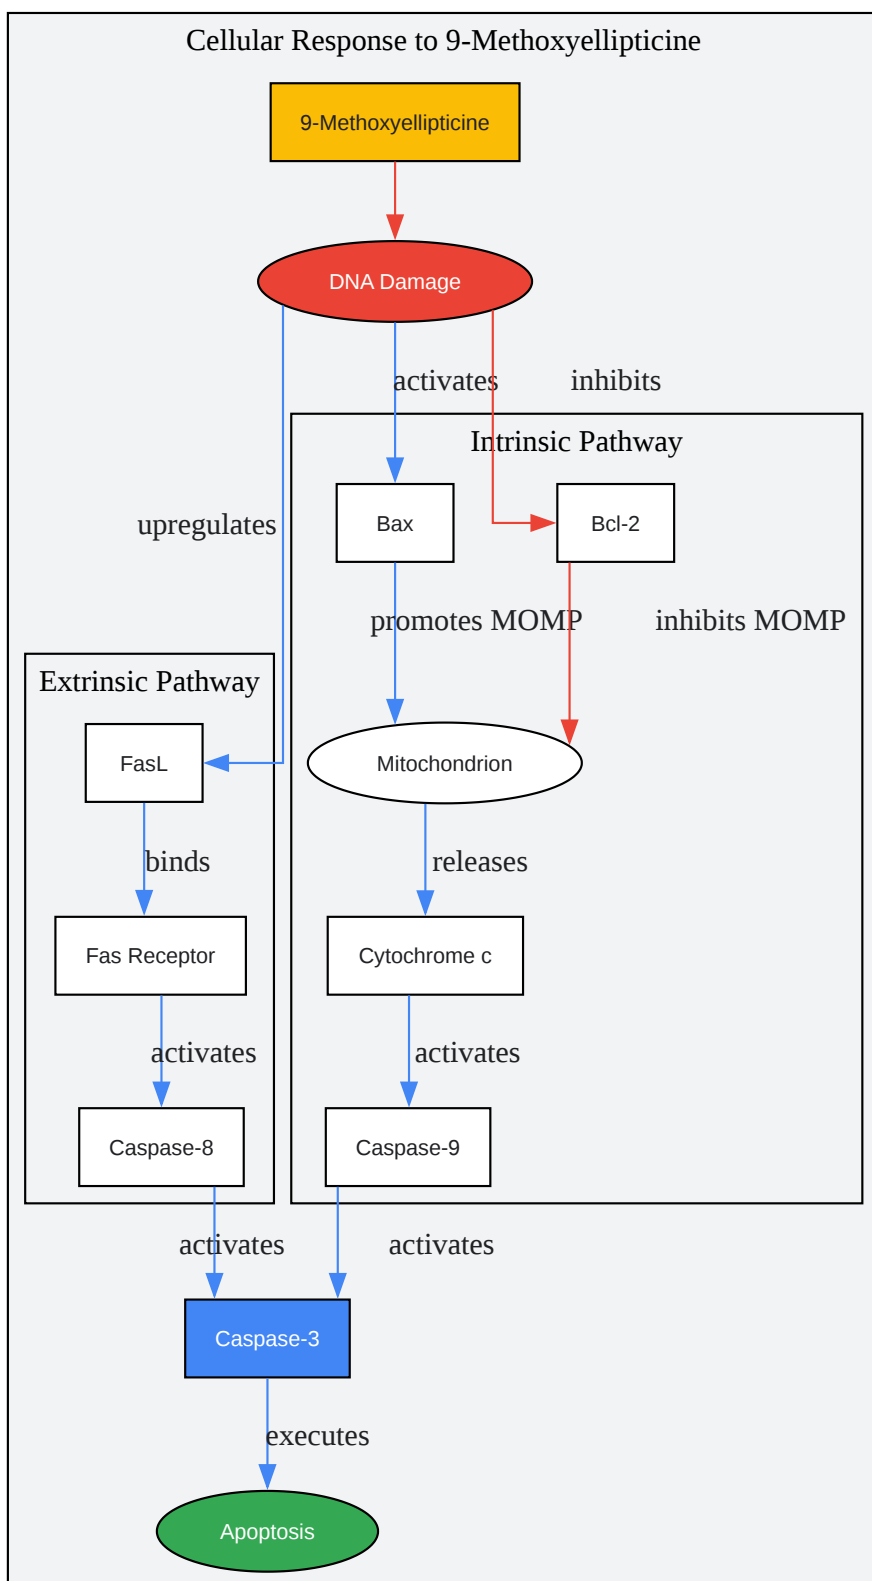 Cellular Response to 9-Methoxyellipticine
9-Methoxyellipticine
DNA Damage
activates
inhibits
Intrinsic Pathway
upregulates
Bax
Bcl-2
promotes MOMP
inhibits MOMP
Extrinsic Pathway
FasL
Mitochondrion
binds
releases
Fas Receptor
Cytochrome c
activates
activates
Caspase-8
Caspase-9
activates
activates
Caspase-3
executes
Apoptosis